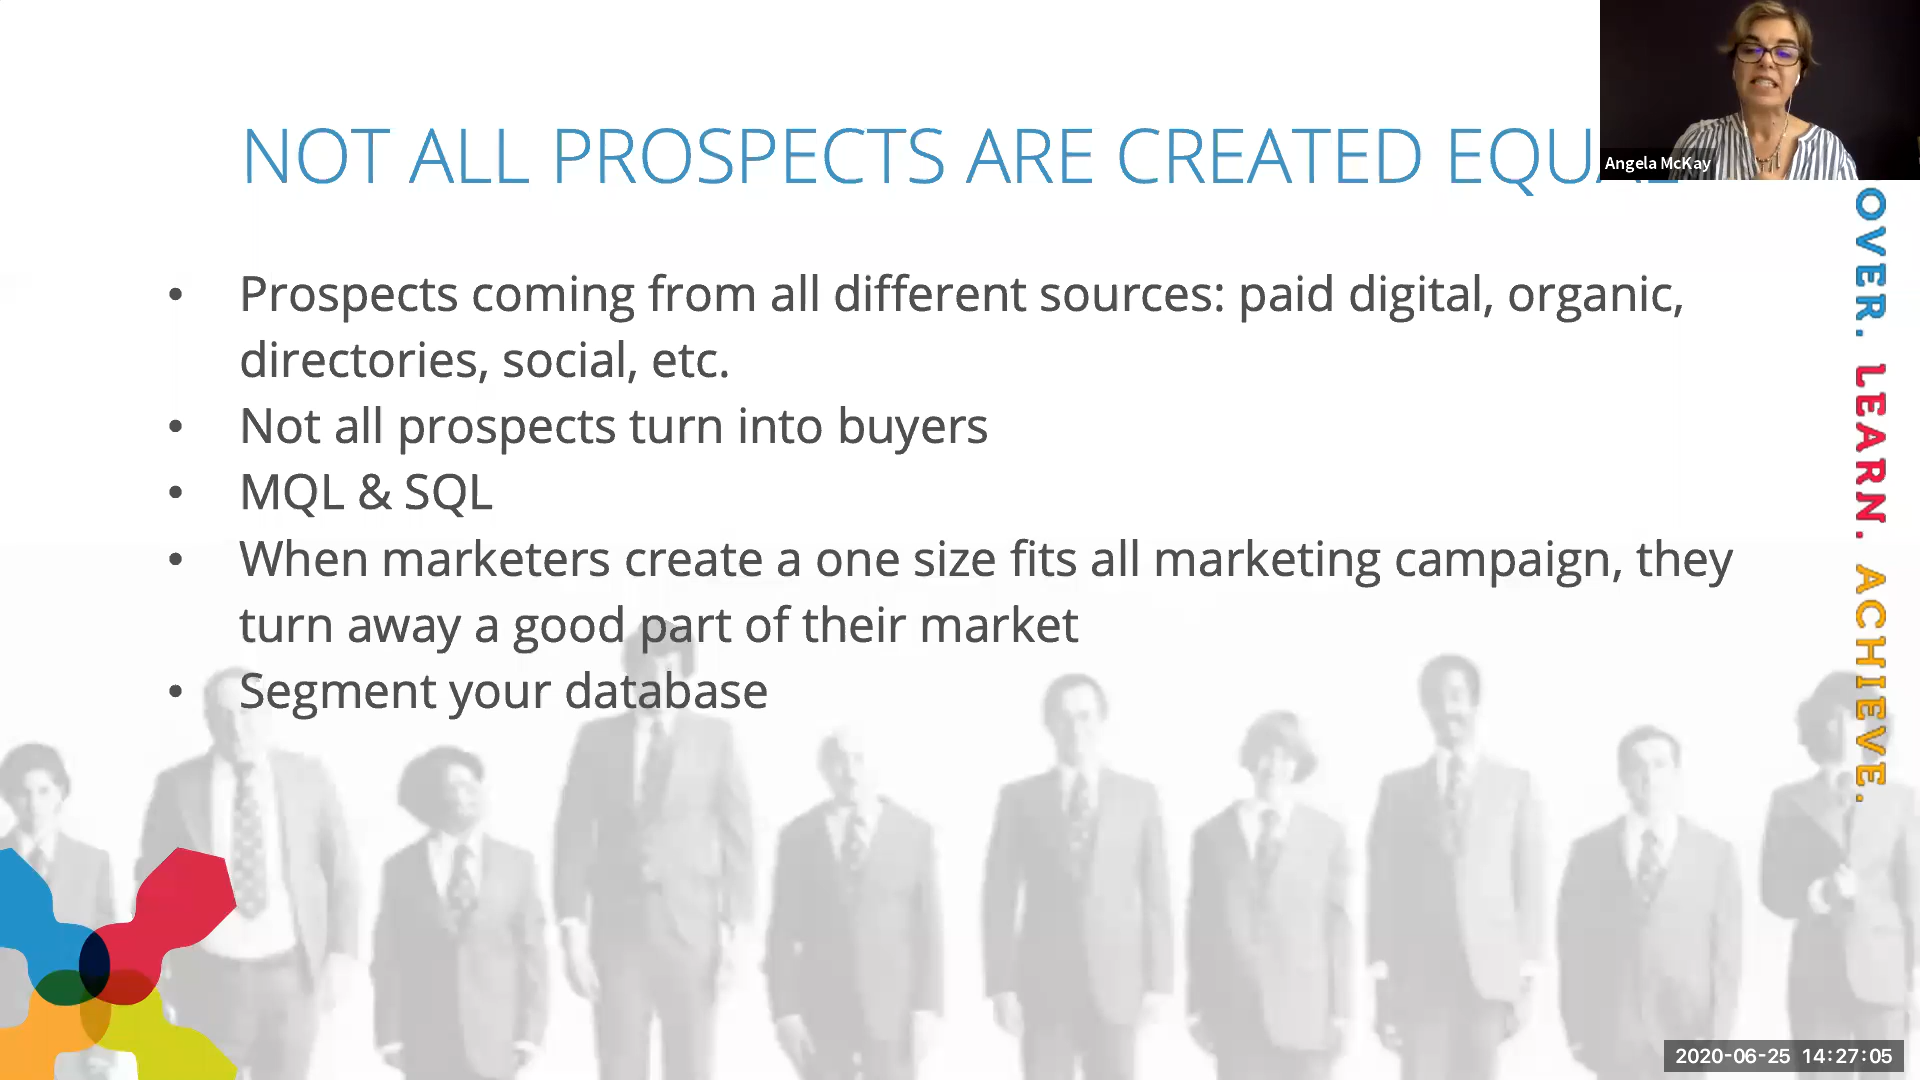 NOT ALL PROSPECTS ARE CREATED
Angela McKay
• Prospects coming from all different sources: paid digital, organic,
directories, social, etc.
• Not all prospects turn into buyers
• MQL & SQL
• When marketers create a one size fits all marketing campaign, they
turn away a good part of their market
• Segment your database
OVER. LEARN. ACHIEVE.
2020-06-25 14:27:05